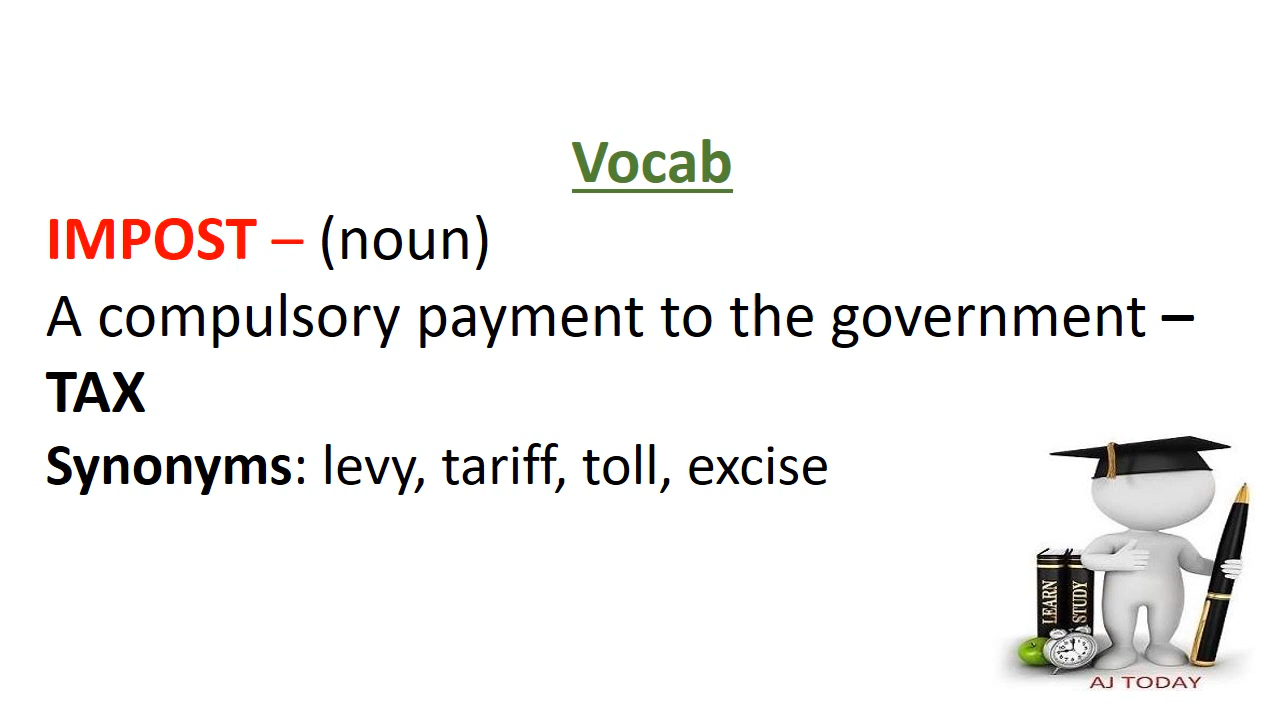 Vocab
IMPOST – (noun)
A compulsory payment to the government –
TAX
Synonyms: levy, tariff, toll, excise
LEARN
STUDY
AJ TODAY